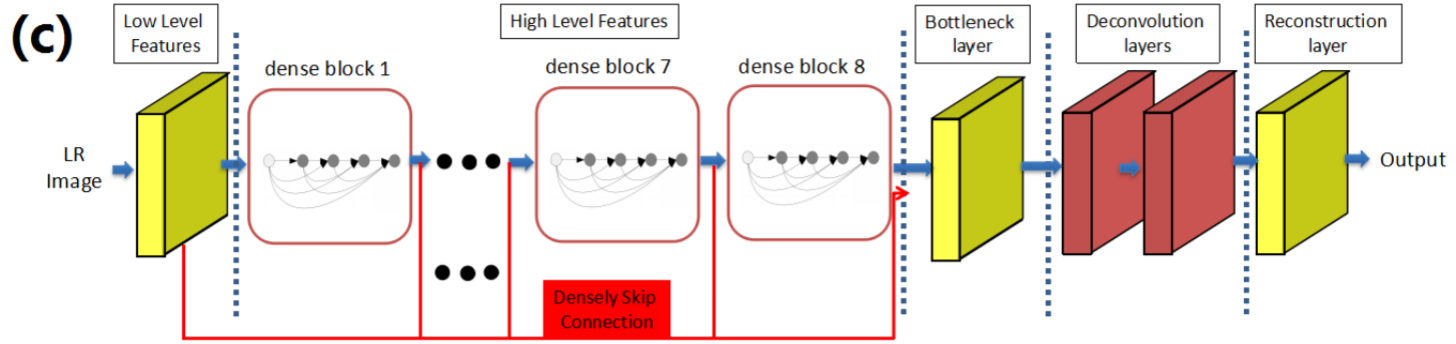 (c)
Low Level
Features
High Level Features
Bottleneck
layer
Deconvolution
layers
Reconstruction
layer
dense block 1
dense block 7
dense block 8
LR
Image
Output
Densely Skip
Connection